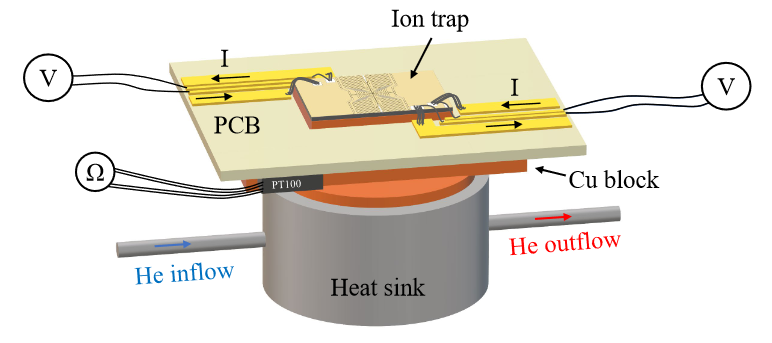 Ion trap
V
I
I
V
PCB
Ω
PT100
Cu block
He inflow
He outflow
Heat sink